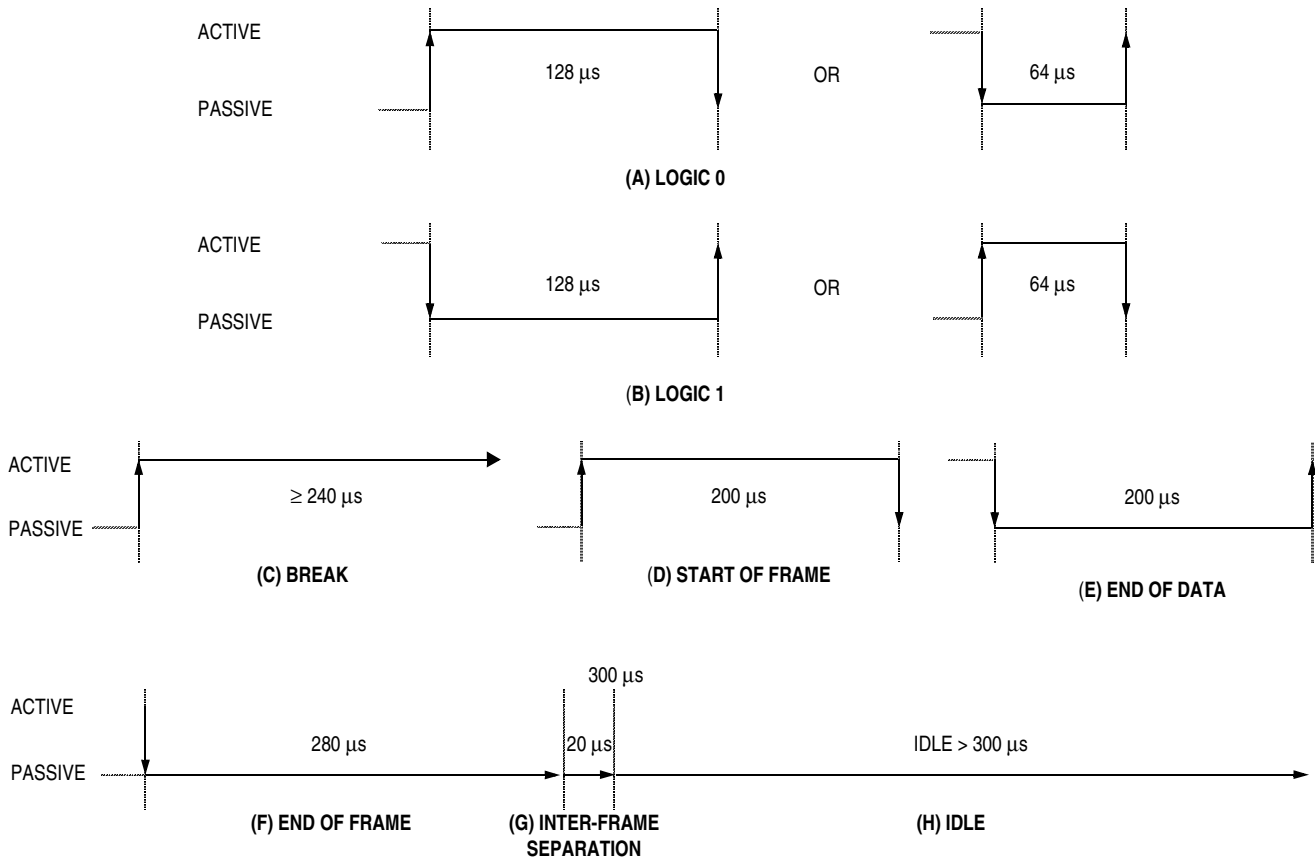 ACTIVE
128 μs
OR
64 μs
PASSIVE
(A) LOGIC 0
ACTIVE
128 μs
OR
64 μs
PASSIVE
(B) LOGIC 1
ACTIVE
≥ 240 μs
200 μs
200 μs
PASSIVE
(C) BREAK
(D) START OF FRAME
(E) END OF DATA
300 μs
ACTIVE
280 μs
20 μs
IDLE > 300 μs
PASSIVE
(F) END OF FRAME
(G) INTER-FRAME
SEPARATION
(H) IDLE